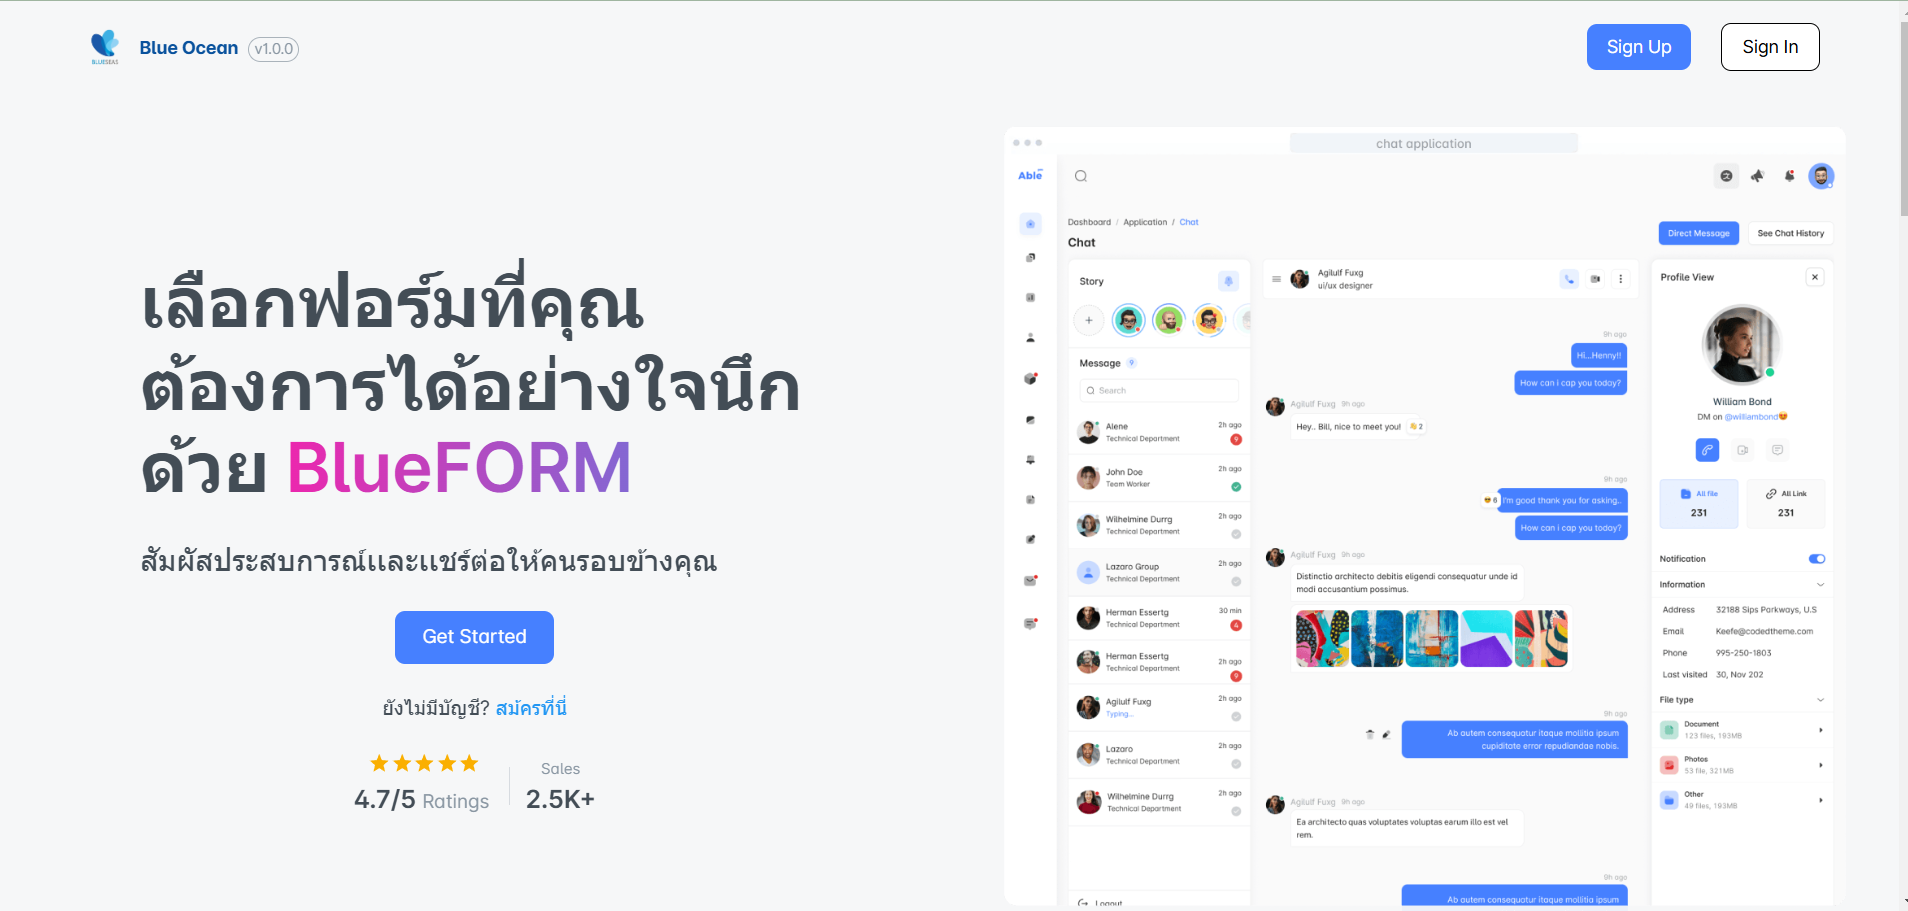 BLUESEAS
Blue Ocean v1.0.0
Sign Up
Sign In
เลือกฟอร์มที่คุณ
ต้องการได้อย่างใจนึก
ด้วย BlueFORM
สัมผัสประสบการณ์และแชร์ต่อให้คนรอบข้างคุณ
Get Started
ยังไม่มีบัญชี? สมัครที่นี่
4.7/5 Ratings
Sales
2.5K+
chat application
Able
Dashboard / Application / Chat
Chat
Direct Message
See Chat History
Story
Message 9
Search
Alene 2h ago
Technical Department 9
John Doe 2h ago
Team Worker
Wilhelmine Durrg 2h ago
Technical Department
Lazaro Group 2h ago
Technical Department
Herman Essertg 30 min
Technical Department 4
Herman Essertg 2h ago
Technical Department 9
Agilulf Fuxg 2h ago
Typing...
Lazaro 2h ago
Technical Department
Wilhelmine Durrg 2h ago
Technical Department
Logout
Agilulf Fuxg
ui/ux designer
9h ago
Hi...Henny!!
How can i cap you today?
Agilulf Fuxg 9h ago
Hey.. Bill, nice to meet you! 2
9h ago
6 I'm good thank you for asking..
How can i cap you today?
Agilulf Fuxg 9h ago
Distinctio architecto debitis eligendi consequatur unde id
modi accusantium possimus.
9h ago
Ab autem consequatur itaque mollitia ipsum
cupiditate error repudiandae nobis.
Agilulf Fuxg 9h ago
Ea architecto quas voluptates voluptas earum illo est vel
rem.
9h ago
Ab autem consequatur itaque mollitia ipsum
Profile View
William Bond
DM on @williambond
All file
231
All Link
231
Notification
Information
Address 32188 Sips Parkways, U.S
Email Keefe@codedtheme.com
Phone 995-250-1803
Last visited 30, Nov 202
File type
Document
123 files, 193MB
Photos
53 file, 321MB
Other
49 files, 193MB